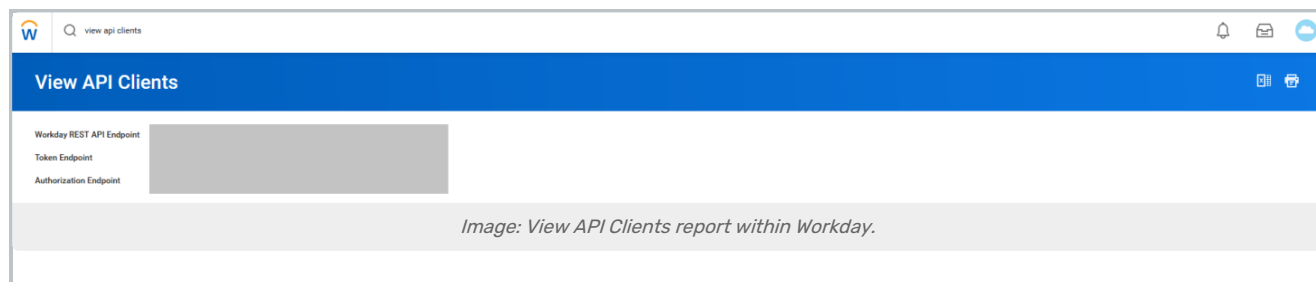 W
view api clients
View API Clients
Workday REST API Endpoint
Token Endpoint
Authorization Endpoint
Image: View API Clients report within Workday.